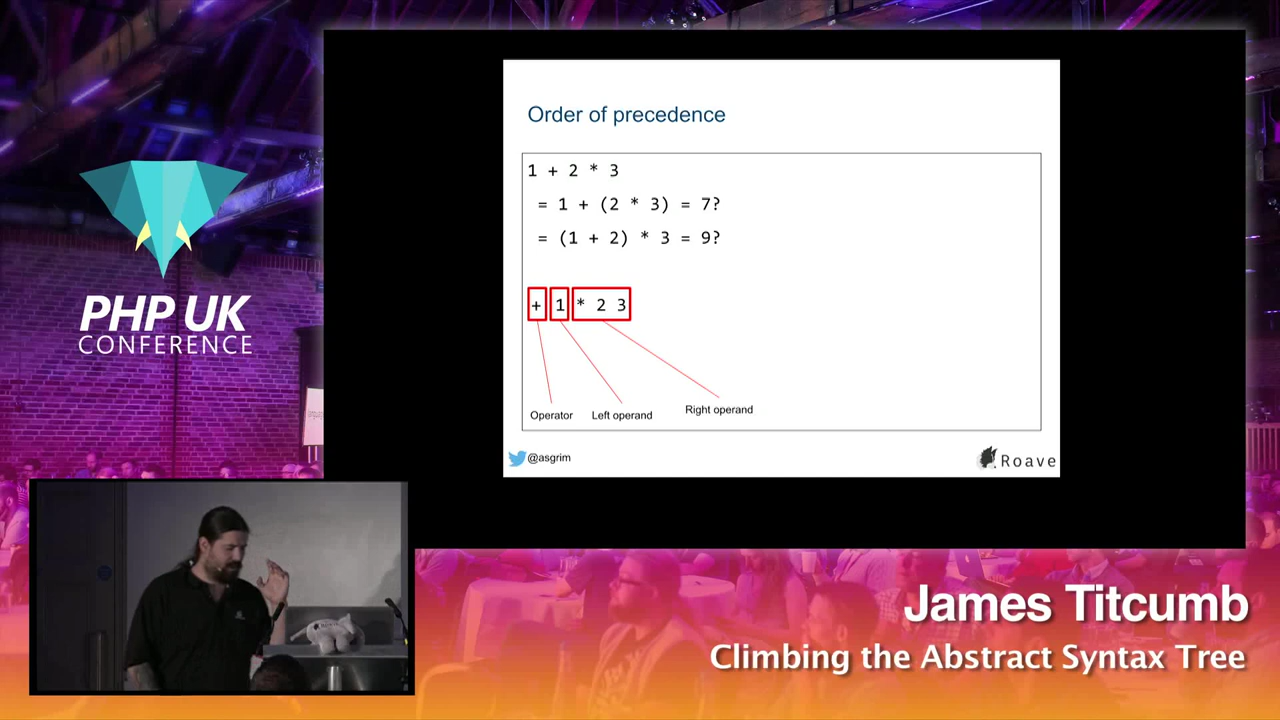 Order of precedence
1 + 2 * 3
= 1 + (2 * 3) = 7?
= (1 + 2) * 3 = 9?
+ 1 * 2 3
Operator
Left operand
Right operand
@asgrim
Roave
PHP UK
CONFERENCE
James Titcumb
Climbing the Abstract Syntax Tree